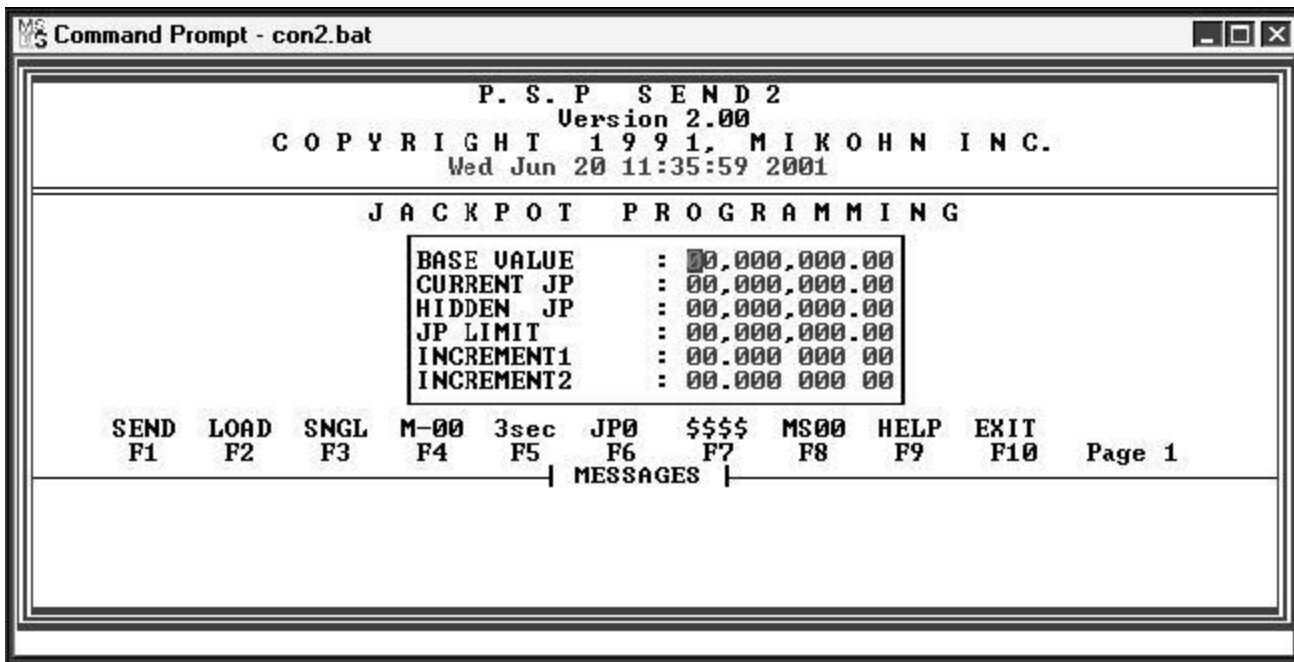 Command Prompt - con2.bat
P. S. P S E N D 2
Version 2.00
C O P Y R I G H T 1 9 9 1, M I K O H N I N C.
Wed Jun 20 11:35:59 2001
J A C K P O T P R O G R A M M I N G
BASE VALUE : 00,000,000.00
CURRENT JP : 00,000,000.00
HIDDEN JP : 00,000,000.00
JP LIMIT : 00,000,000.00
INCREMENT1 : 00.000 000 00
INCREMENT2 : 00.000 000 00
SEND LOAD SNGL M-00 3sec JP0 $$$$ MS00 HELP EXIT
F1 F2 F3 F4 F5 F6 F7 F8 F9 F10 Page 1
MESSAGES